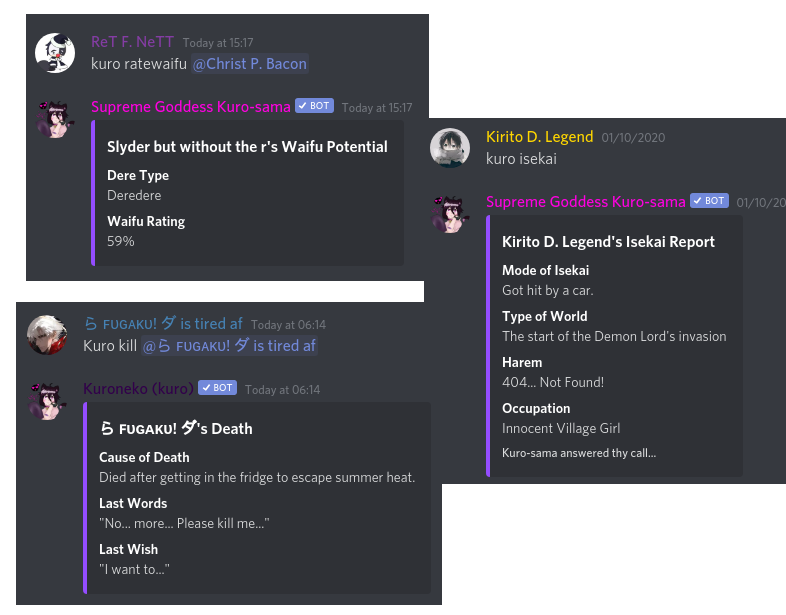 ReT F. NeTT Today at 15:17
kuro ratewaifu @Christ P. Bacon
Supreme Goddess Kuro-sama BOT Today at 15:17
Slyder but without the r's Waifu Potential
Dere Type
Deredere
Waifu Rating
59%
Kirito D. Legend 01/10/2020
kuro isekai
Supreme Goddess Kuro-sama BOT 01/10/20
Kirito D. Legend's Isekai Report
Mode of Isekai
Got hit by a car.
Type of World
The start of the Demon Lord's invasion
Harem
404... Not Found!
Occupation
Innocent Village Girl
Kuro-sama answered thy call...
ら ꜰᴜɢᴀᴋᴜ! ダ is tired af Today at 06:14
Kuro kill @ら ꜰᴜɢᴀᴋᴜ! ダ is tired af
Kuroneko (kuro) BOT Today at 06:14
ら ꜰᴜɢᴀᴋᴜ! ダ's Death
Cause of Death
Died after getting in the fridge to escape summer heat.
Last Words
"No... more... Please kill me..."
Last Wish
"I want to..."